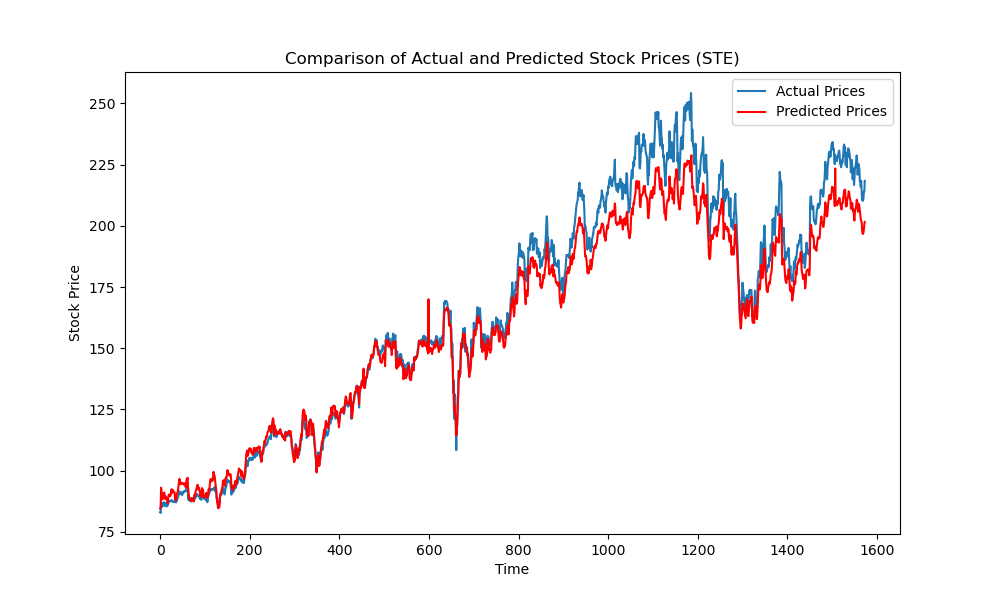 Comparison of Actual and Predicted Stock Prices (STE)
Actual Prices
Predicted Prices
250
225
200
175
150
125
100
75
Stock Price
0 200 400 600 800 1000 1200 1400 1600
Time